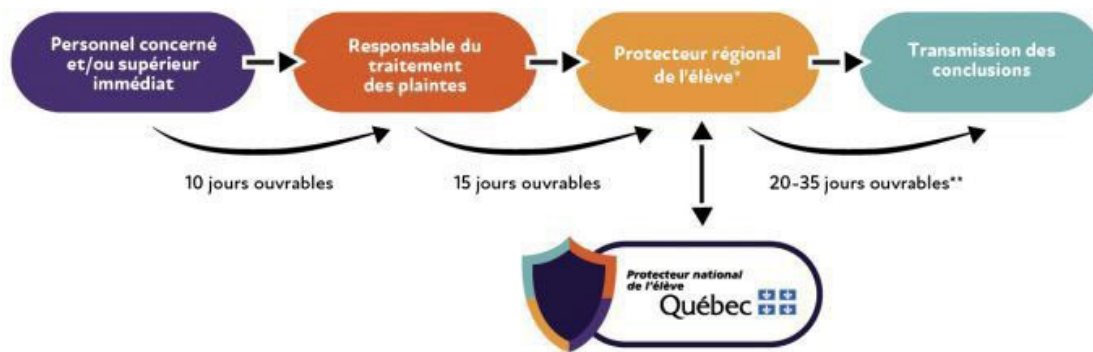 Personnel concerné
et/ou supérieur
immédiat
Responsable du
traitement
des plaintes
Protecteur régional
de l'élève*
Transmission des
conclusions
10 jours ouvrables
15 jours ouvrables
20-35 jours ouvrables**
Protecteur national
de l'élève
Québec